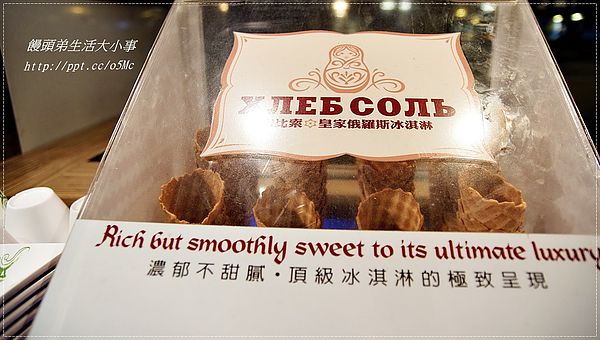 饅頭弟生活大小事
http://ppt.cc/o5Mc
ХЛЕБ СОЛЬ
比索 皇家俄羅斯冰淇淋
Rich but smoothly sweet to its ultimate luxury
濃郁不甜膩・頂級冰淇淋的極致呈現